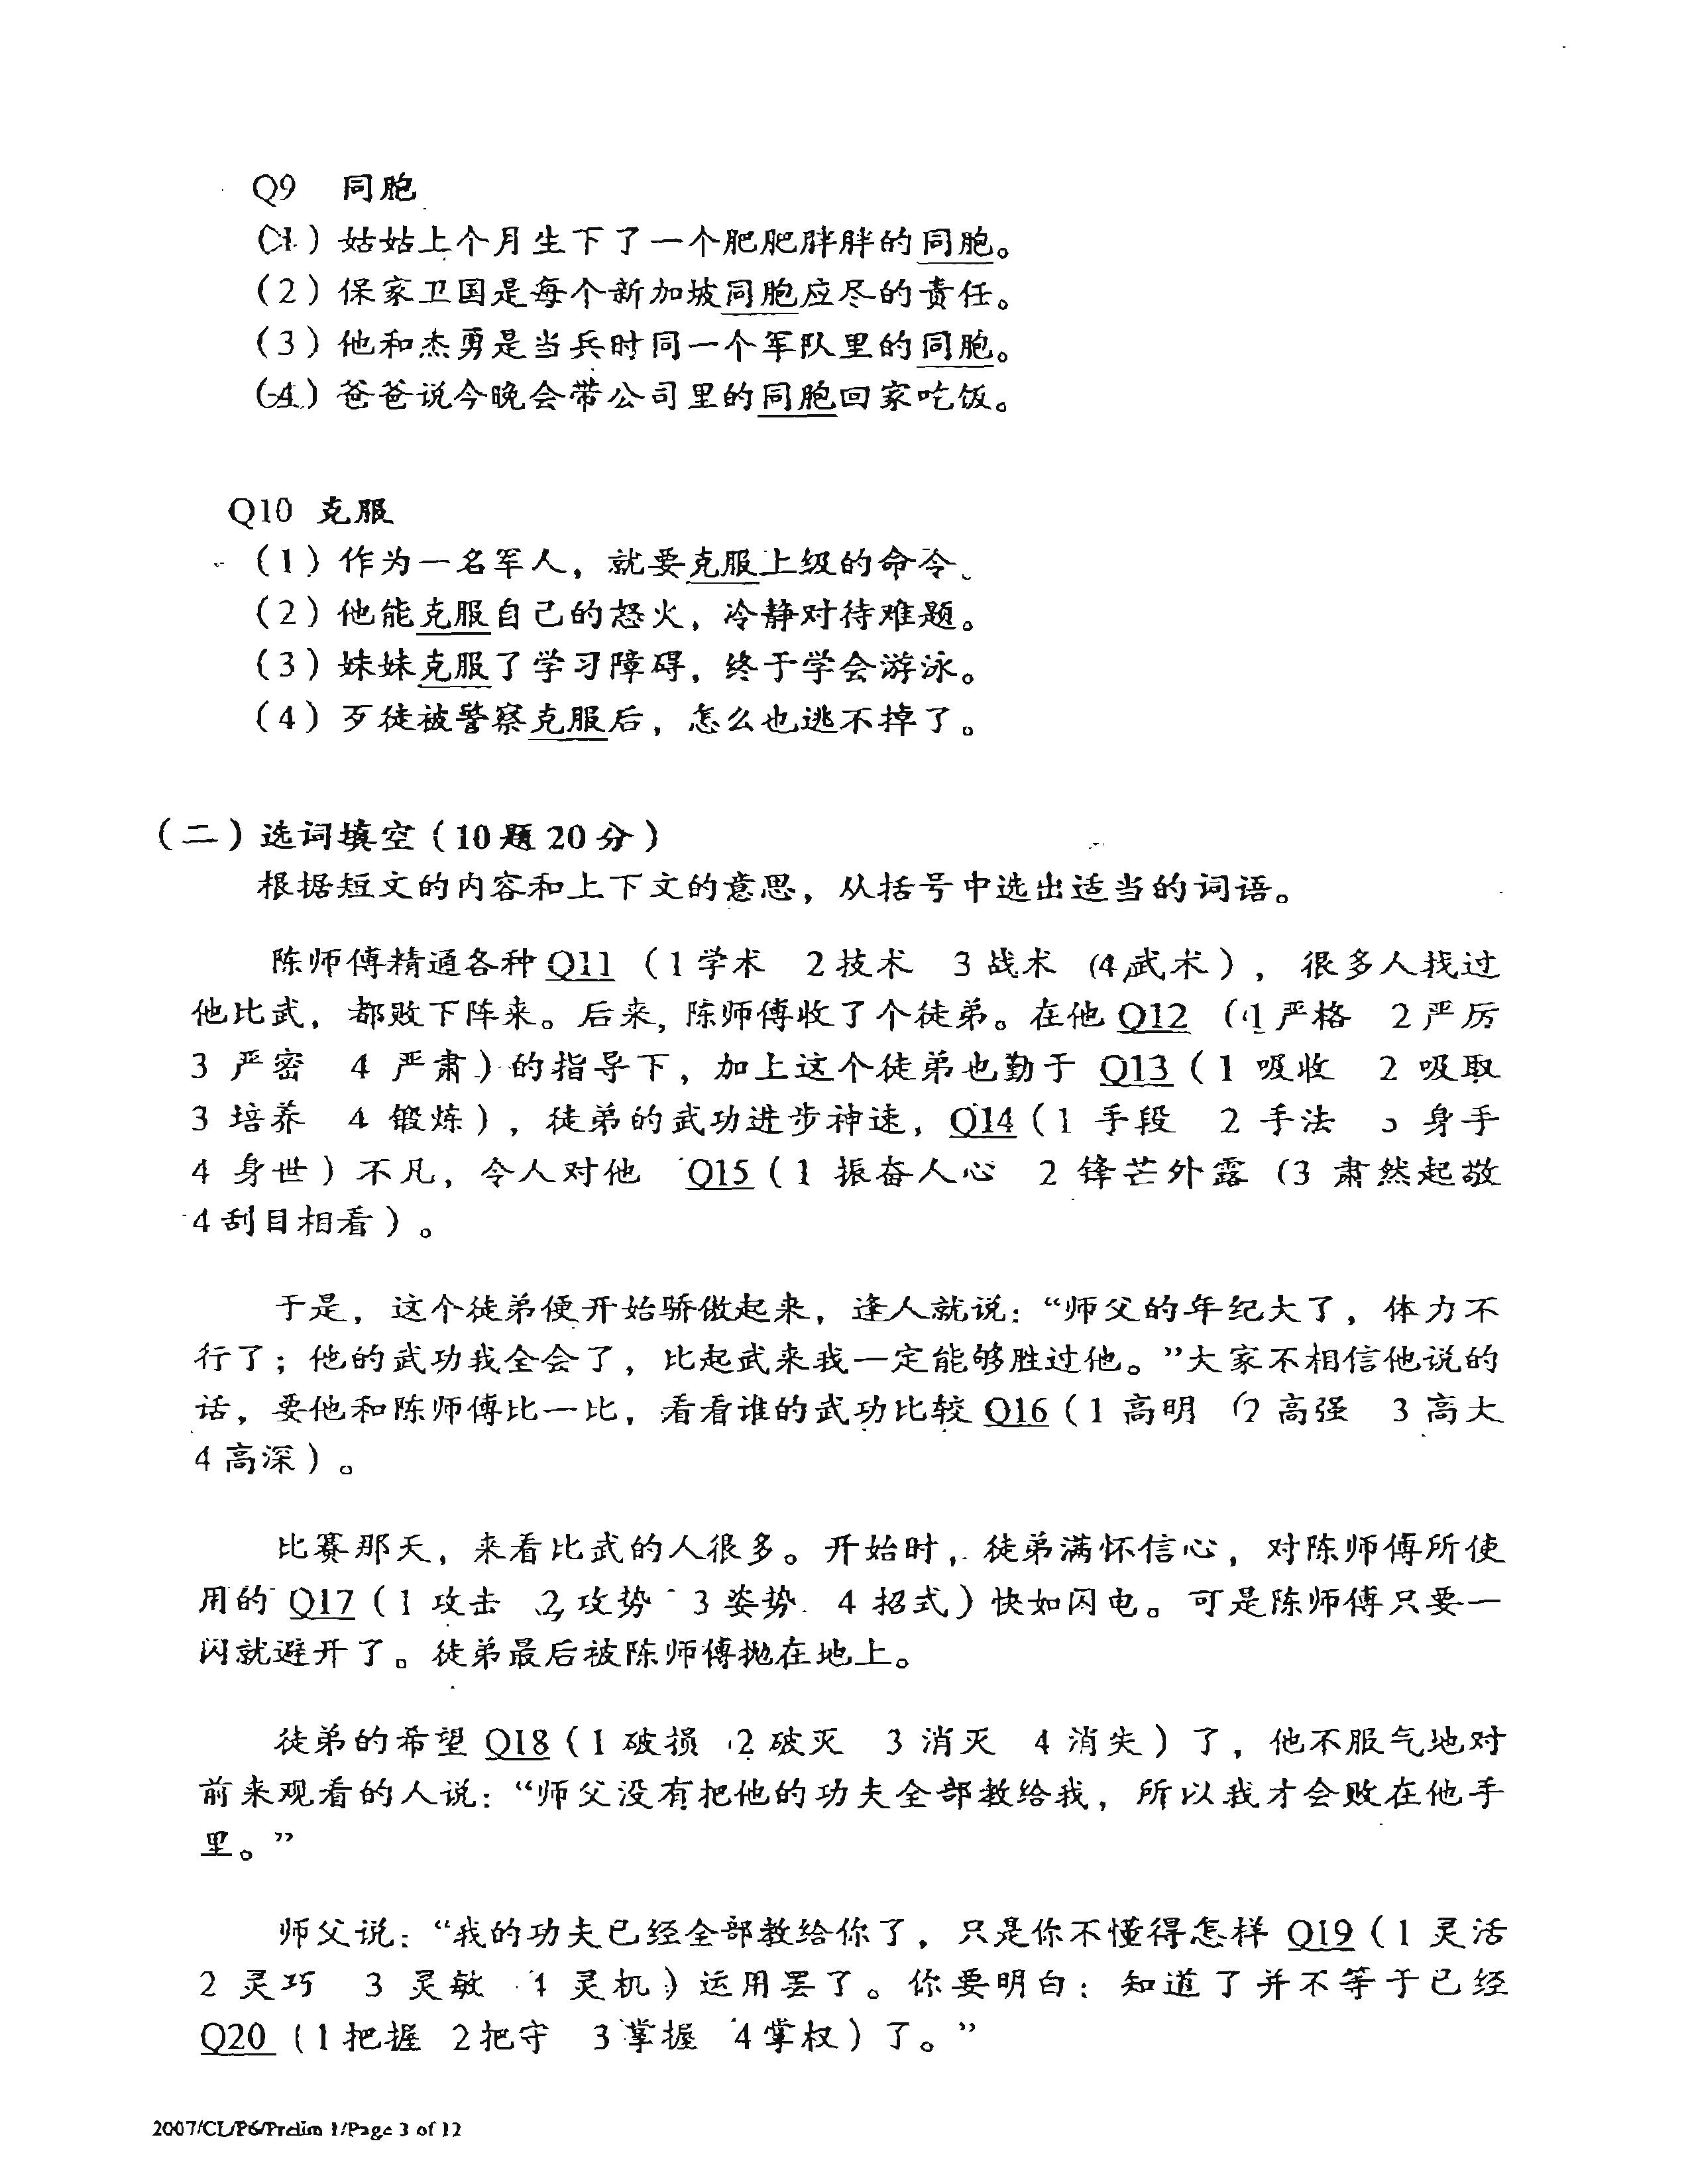 Q9 同胞
(1) 姑姑上个月生下了一个肥肥胖胖的同胞。
(2) 保家卫国是每个新加坡同胞应尽的责任。
(3) 他和杰勇是当兵时同一个军队里的同胞。
(4) 爸爸说今晚会带公司里的同胞回家吃饭。
Q10 克服
(1) 作为一名军人，就要克服上级的命令。
(2) 他能克服自己的怒火，冷静对待难题。
(3) 妹妹克服了学习障碍，终于学会游泳。
(4) 歹徒被警察克服后，怎么也逃不掉了。
（二）选词填空（10题20分）
根据短文的内容和上下文的意思，从括号中选出适当的词语。
陈师傅精通各种 Q11（1 学术 2 技术 3 战术 4 武术），很多人找过
他比武，都败下阵来。后来，陈师傅收了个徒弟。在他 Q12（1 严格 2 严厉
3 严密 4 严肃）的指导下，加上这个徒弟也勤于 Q13（1 吸收 2 吸取
3 培养 4 锻炼），徒弟的武功进步神速，Q14（1 手段 2 手法 3 身手
4 身世）不凡，令人对他 Q15（1 振奋人心 2 锋芒外露 3 肃然起敬
4 刮目相看）。
于是，这个徒弟便开始骄傲起来，逢人就说：“师父的年纪大了，体力不
行了；他的武功我全会了，比起武来我一定能够胜过他。”大家不相信他说的
话，要他和陈师傅比一比，看看谁的武功比较 Q16（1 高明 2 高强 3 高大
4 高深）。
比赛那天，来看比武的人很多。开始时，徒弟满怀信心，对陈师傅所使
用的 Q17（1 攻击 2 攻势 3 姿势 4 招式）快如闪电。可是陈师傅只要一
闪就避开了。徒弟最后被陈师傅抛在地上。
徒弟的希望 Q18（1 破损 2 破灭 3 消灭 4 消失）了，他不服气地对
前来观看的人说：“师父没有把他的功夫全部教给我，所以我才会败在他手
里。”
师父说：“我的功夫已经全部教给你了，只是你不懂得怎样 Q19（1 灵活
2 灵巧 3 灵敏 4 灵机）运用罢了。你要明白：知道了并不等于已经
Q20（1 把握 2 把守 3 掌握 4 掌权）了。”
2007/CL/P6/Prelim 1/Page 3 of 12